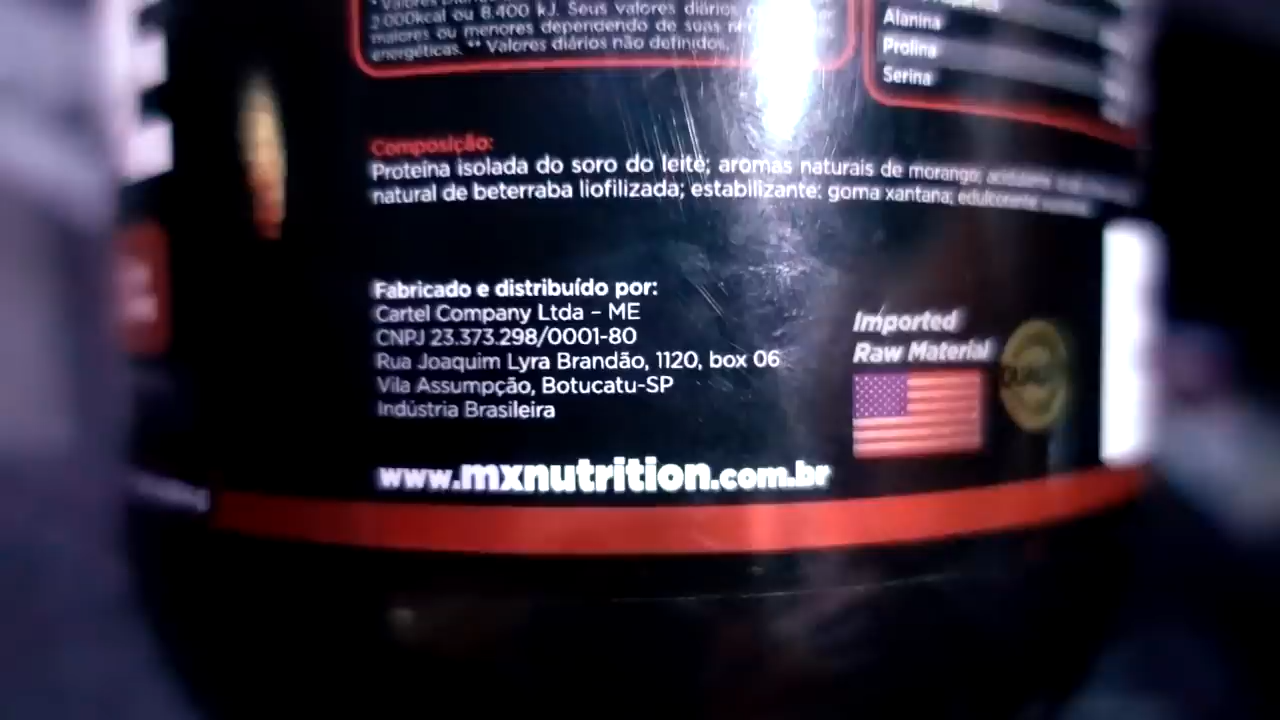 2.000kcal ou 8.400 kJ. Seus valores diários
maiores ou menores dependendo de suas
energéticas. ** Valores diários não definidos.
Alanina
Prolina
Serina
Composição:
Proteína isolada do soro do leite; aromas naturais de morango;
natural de beterraba liofilizada; estabilizante: goma xantana; edulcorante
Fabricado e distribuído por:
Cartel Company Ltda – ME
CNPJ 23.373.298/0001-80
Rua Joaquim Lyra Brandão, 1120, box 06
Vila Assumpção, Botucatu-SP
Indústria Brasileira
Imported
Raw Material
www.mxnutrition.com.br